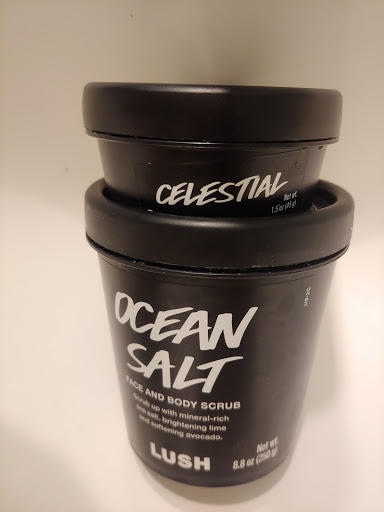 CELESTIAL
Net wt.
1.5 oz (45 g)
OCEAN
SALT
FACE AND BODY SCRUB
Scrub up with mineral-rich
sea salt, brightening lime
and softening avocado.
LUSH
Net wt.
8.8 oz (250 g)